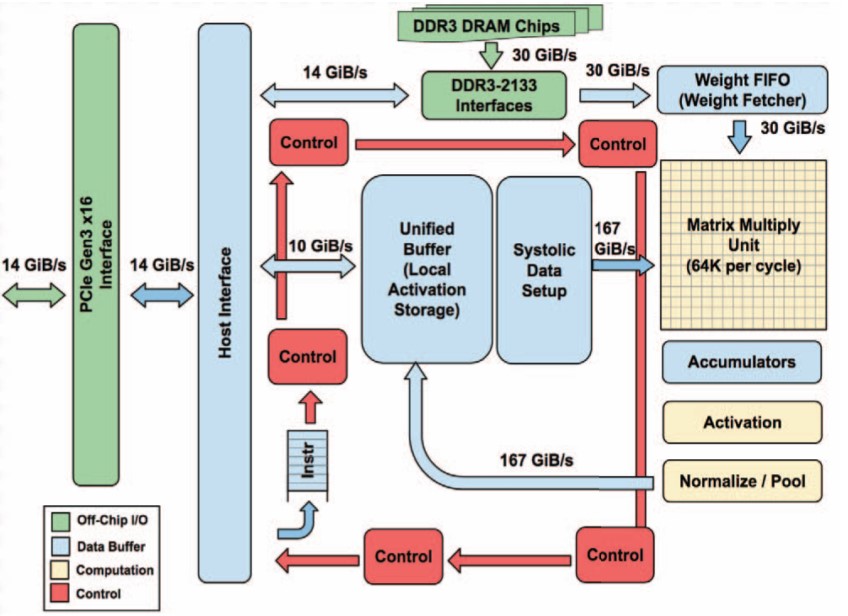 DDR3 DRAM Chips
30 GiB/s
14 GiB/s
DDR3-2133
Interfaces
30 GiB/s
Weight FIFO
(Weight Fetcher)
30 GiB/s
Control
Control
PCIe Gen3 x16
Interface
Host Interface
14 GiB/s
14 GiB/s
10 GiB/s
Unified
Buffer
(Local
Activation
Storage)
Systolic
Data
Setup
167
GiB/s
Matrix Multiply
Unit
(64K per cycle)
Control
Accumulators
Activation
Instr
167 GiB/s
Normalize / Pool
Control
Control
Off-Chip I/O
Data Buffer
Computation
Control